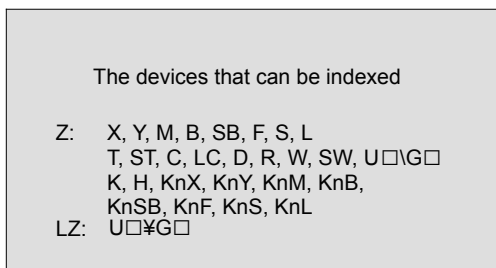 The devices that can be indexed
Z: X, Y, M, B, SB, F, S, L
T, ST, C, LC, D, R, W, SW, U□\G□
K, H, KnX, KnY, KnM, KnB,
KnSB, KnF, KnS, KnL
LZ: U□¥G□